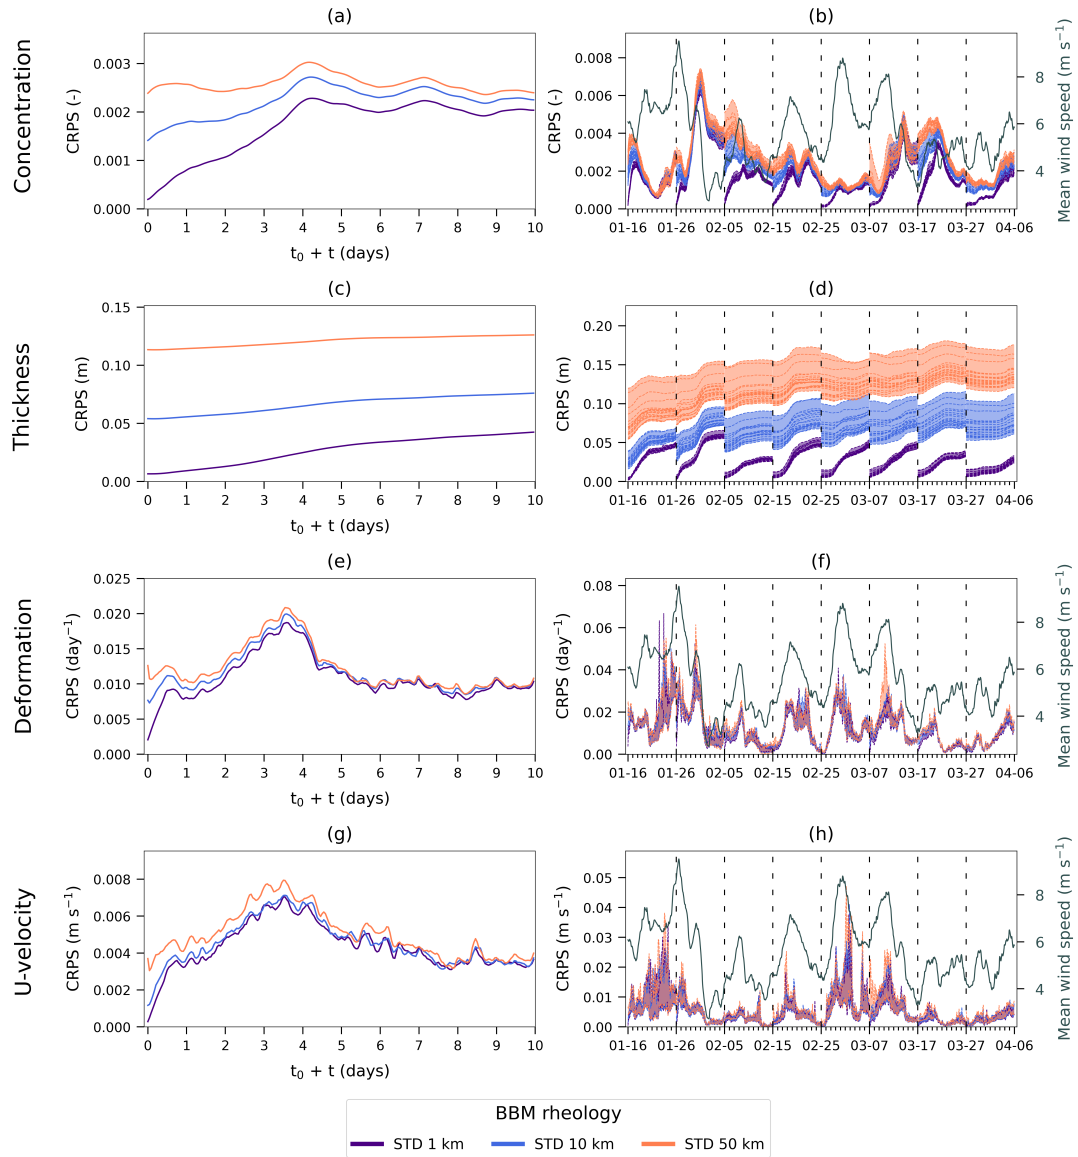 (a)
(b)
Concentration
CRPS (-)
0.003
0.002
0.001
0.000
0 1 2 3 4 5 6 7 8 9 10
t₀ + t (days)
CRPS (-)
0.008
0.006
0.004
0.002
0.000
01-16 01-26 02-05 02-15 02-25 03-07 03-17 03-27 04-06
8
6
4
Mean wind speed (m s⁻¹)
(c)
(d)
Thickness
CRPS (m)
0.15
0.10
0.05
0.00
0 1 2 3 4 5 6 7 8 9 10
t₀ + t (days)
CRPS (m)
0.20
0.15
0.10
0.05
0.00
01-16 01-26 02-05 02-15 02-25 03-07 03-17 03-27 04-06
(e)
(f)
Deformation
CRPS (day⁻¹)
0.025
0.020
0.015
0.010
0.005
0.000
0 1 2 3 4 5 6 7 8 9 10
t₀ + t (days)
CRPS (day⁻¹)
0.08
0.06
0.04
0.02
0.00
01-16 01-26 02-05 02-15 02-25 03-07 03-17 03-27 04-06
8
6
4
Mean wind speed (m s⁻¹)
(g)
(h)
U-velocity
CRPS (m s⁻¹)
0.008
0.006
0.004
0.002
0.000
0 1 2 3 4 5 6 7 8 9 10
t₀ + t (days)
CRPS (m s⁻¹)
0.05
0.04
0.03
0.02
0.01
0.00
01-16 01-26 02-05 02-15 02-25 03-07 03-17 03-27 04-06
8
6
4
Mean wind speed (m s⁻¹)
BBM rheology
STD 1 km STD 10 km STD 50 km